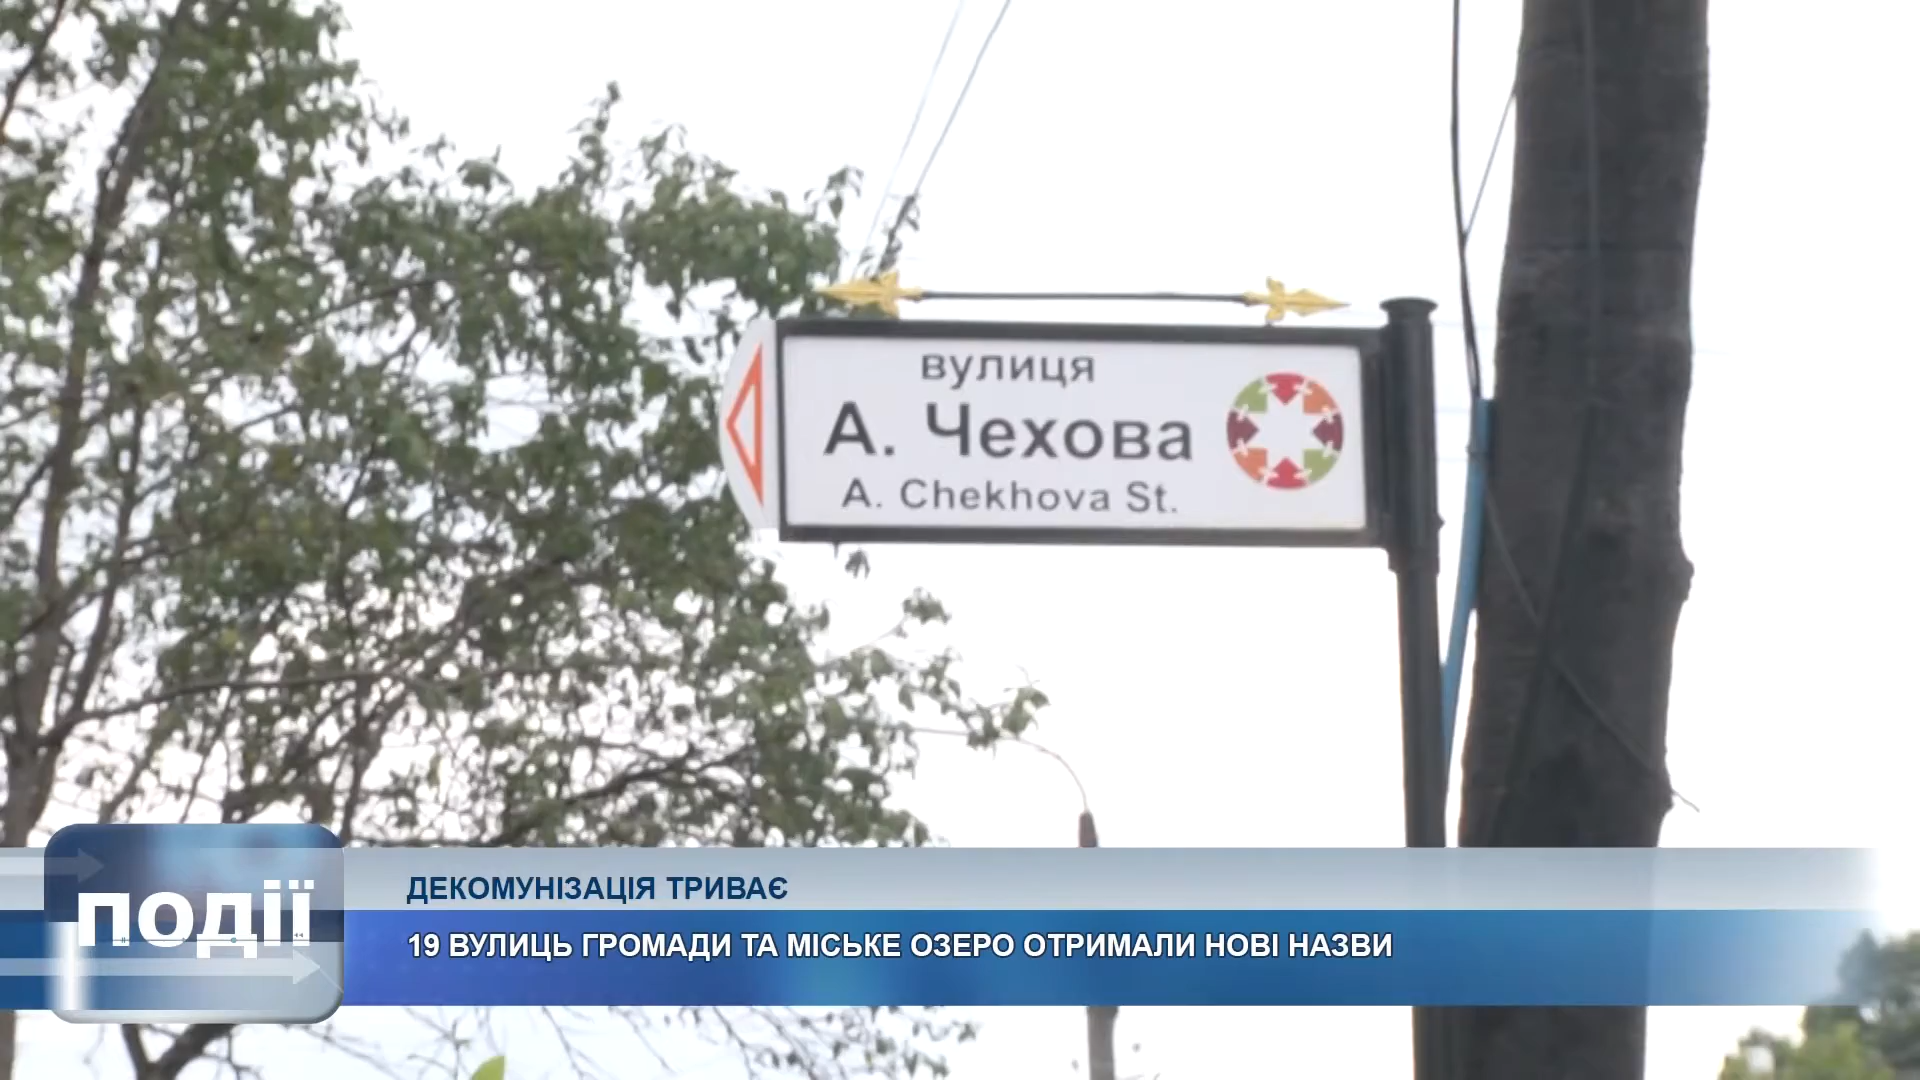 вулиця
А. Чехова
A. Chekhova St.
події
ДЕКОМУНІЗАЦІЯ ТРИВАЄ
19 ВУЛИЦЬ ГРОМАДИ ТА МІСЬКЕ ОЗЕРО ОТРИМАЛИ НОВІ НАЗВИ